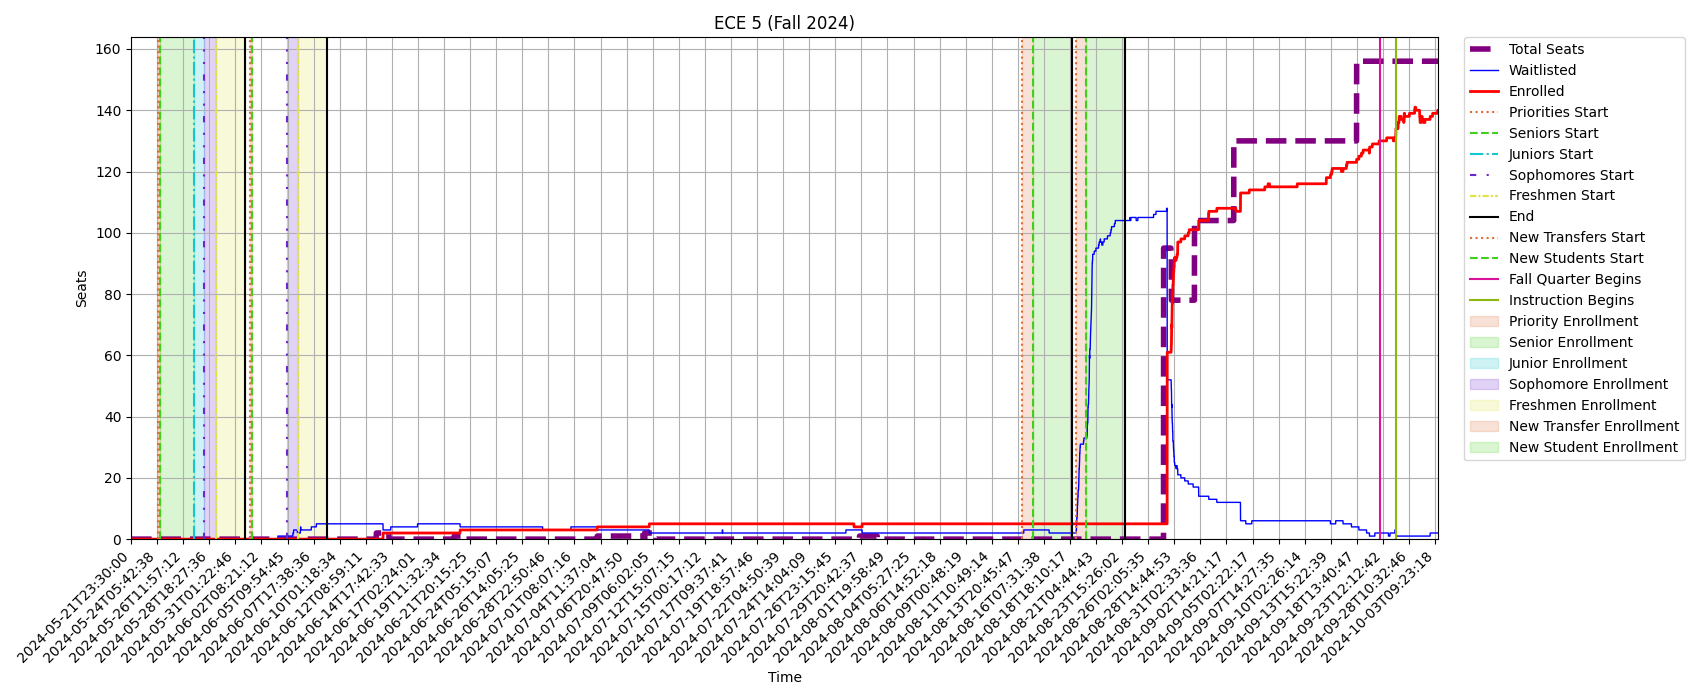 ECE 5 (Fall 2024)
160
140
120
100
80
60
40
20
0
Seats
2024-05-21T23:30:00
2024-05-24T05:42:38
2024-05-26T11:57:12
2024-05-28T18:27:36
2024-05-31T01:22:46
2024-06-02T08:21:12
2024-06-05T09:54:45
2024-06-07T17:38:36
2024-06-10T01:18:34
2024-06-12T08:59:11
2024-06-14T17:42:33
2024-06-17T02:24:01
2024-06-19T11:32:34
2024-06-21T20:15:25
2024-06-24T05:15:07
2024-06-26T14:05:25
2024-06-28T22:50:46
2024-07-01T08:07:16
2024-07-04T11:37:04
2024-07-06T20:47:50
2024-07-09T06:02:05
2024-07-12T15:07:15
2024-07-15T00:17:12
2024-07-17T09:37:41
2024-07-19T18:57:46
2024-07-22T04:50:39
2024-07-24T14:04:09
2024-07-26T23:15:45
2024-07-29T20:42:37
2024-08-01T19:58:49
2024-08-04T05:27:25
2024-08-06T14:52:18
2024-08-09T00:48:19
2024-08-11T10:49:14
2024-08-13T20:45:47
2024-08-16T07:31:38
2024-08-18T18:10:17
2024-08-21T04:44:43
2024-08-23T15:26:02
2024-08-26T02:05:35
2024-08-28T14:44:53
2024-08-31T02:33:36
2024-09-02T14:21:17
2024-09-05T02:22:17
2024-09-07T14:27:35
2024-09-10T02:26:14
2024-09-13T15:22:39
2024-09-18T13:40:47
2024-09-23T12:12:42
2024-09-28T10:32:46
2024-10-03T09:23:18
Time
Total Seats
Waitlisted
Enrolled
Priorities Start
Seniors Start
Juniors Start
Sophomores Start
Freshmen Start
End
New Transfers Start
New Students Start
Fall Quarter Begins
Instruction Begins
Priority Enrollment
Senior Enrollment
Junior Enrollment
Sophomore Enrollment
Freshmen Enrollment
New Transfer Enrollment
New Student Enrollment